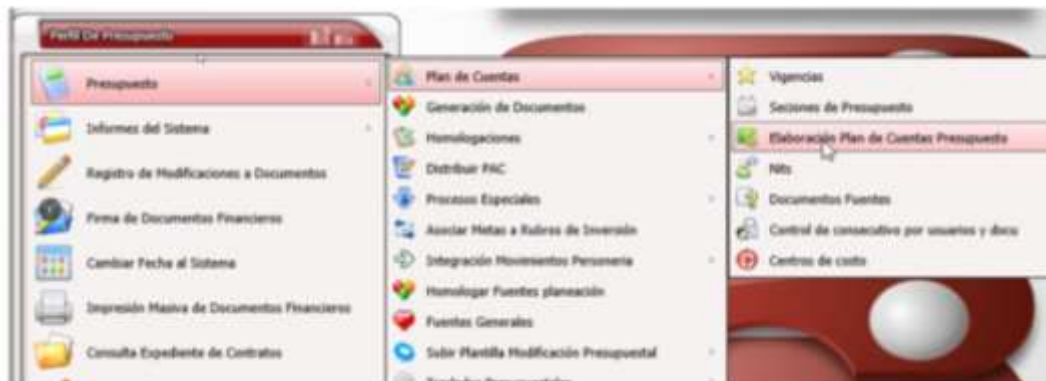 Perfil De Presupuesto
Presupuesto
Informes del Sistema
Registro de Modificaciones a Documentos
Firma de Documentos Financieros
Cambiar Fecha al Sistema
Impresión Masiva de Documentos Financieros
Consulta Expediente de Contratos
Plan de Cuentas
Generación de Documentos
Homologaciones
Distribuir PAC
Procesos Especiales
Asociar Metas a Rubros de Inversión
Integración Movimientos Personeria
Homologar Fuentes planeación
Fuentes Generales
Subir Plantilla Modificación Presupuestal
Vigencias
Seciones de Presupuesto
Elaboración Plan de Cuentas Presupuesto
Nits
Documentos Fuentes
Control de consecutivo por usuarios y docu
Centros de costo